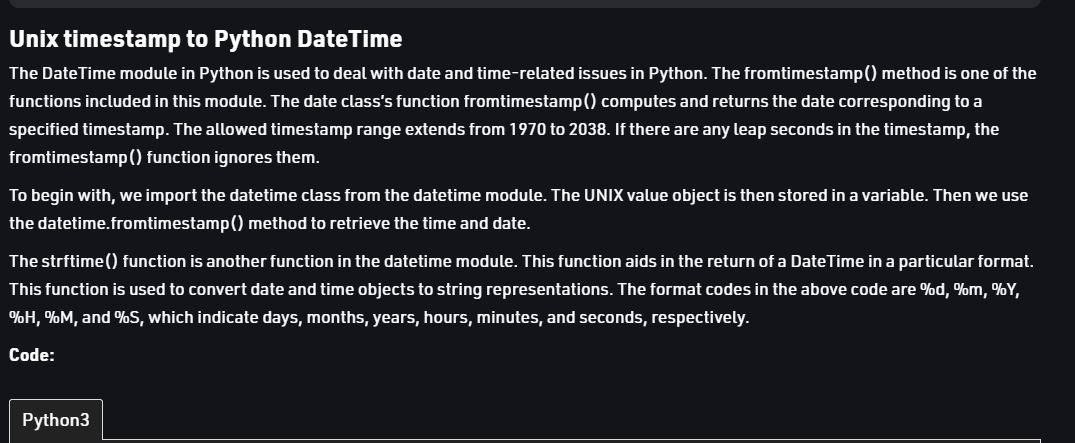 Unix timestamp to Python DateTime
The DateTime module in Python is used to deal with date and time-related issues in Python. The fromtimestamp() method is one of the
functions included in this module. The date class’s function fromtimestamp() computes and returns the date corresponding to a
specified timestamp. The allowed timestamp range extends from 1970 to 2038. If there are any leap seconds in the timestamp, the
fromtimestamp() function ignores them.
To begin with, we import the datetime class from the datetime module. The UNIX value object is then stored in a variable. Then we use
the datetime.fromtimestamp() method to retrieve the time and date.
The strftime() function is another function in the datetime module. This function aids in the return of a DateTime in a particular format.
This function is used to convert date and time objects to string representations. The format codes in the above code are %d, %m, %Y,
%H, %M, and %S, which indicate days, months, years, hours, minutes, and seconds, respectively.
Code:
Python3